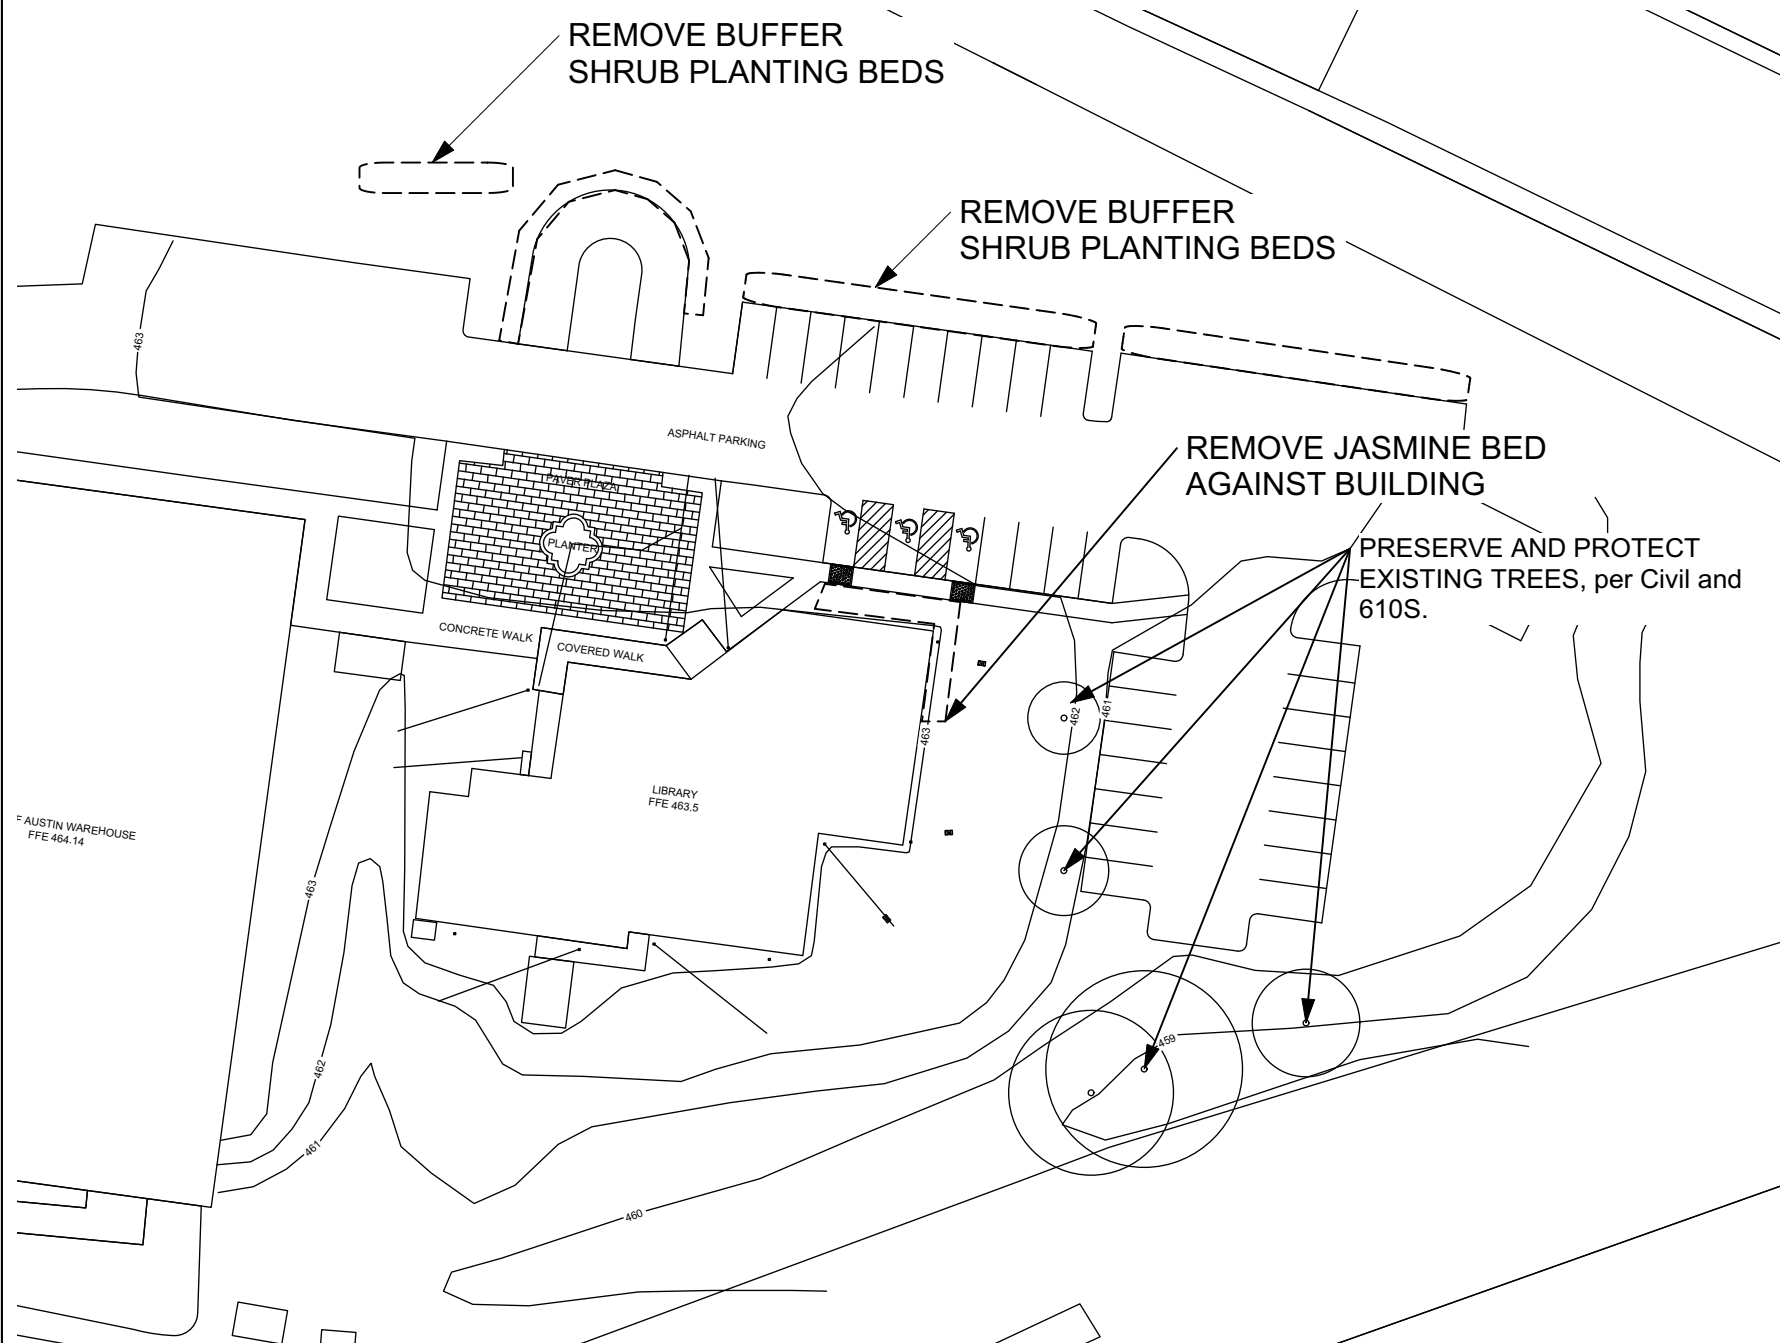 REMOVE BUFFER
SHRUB PLANTING BEDS
REMOVE BUFFER
SHRUB PLANTING BEDS
463
ASPHALT PARKING
REMOVE JASMINE BED
AGAINST BUILDING
PAVER PLAZA
PLANTER
PRESERVE AND PROTECT
EXISTING TREES, per Civil and
610S.
CONCRETE WALK
COVERED WALK
462
461
463
LIBRARY
FFE 463.5
F AUSTIN WAREHOUSE
FFE 464.14
463
459
462
461
460